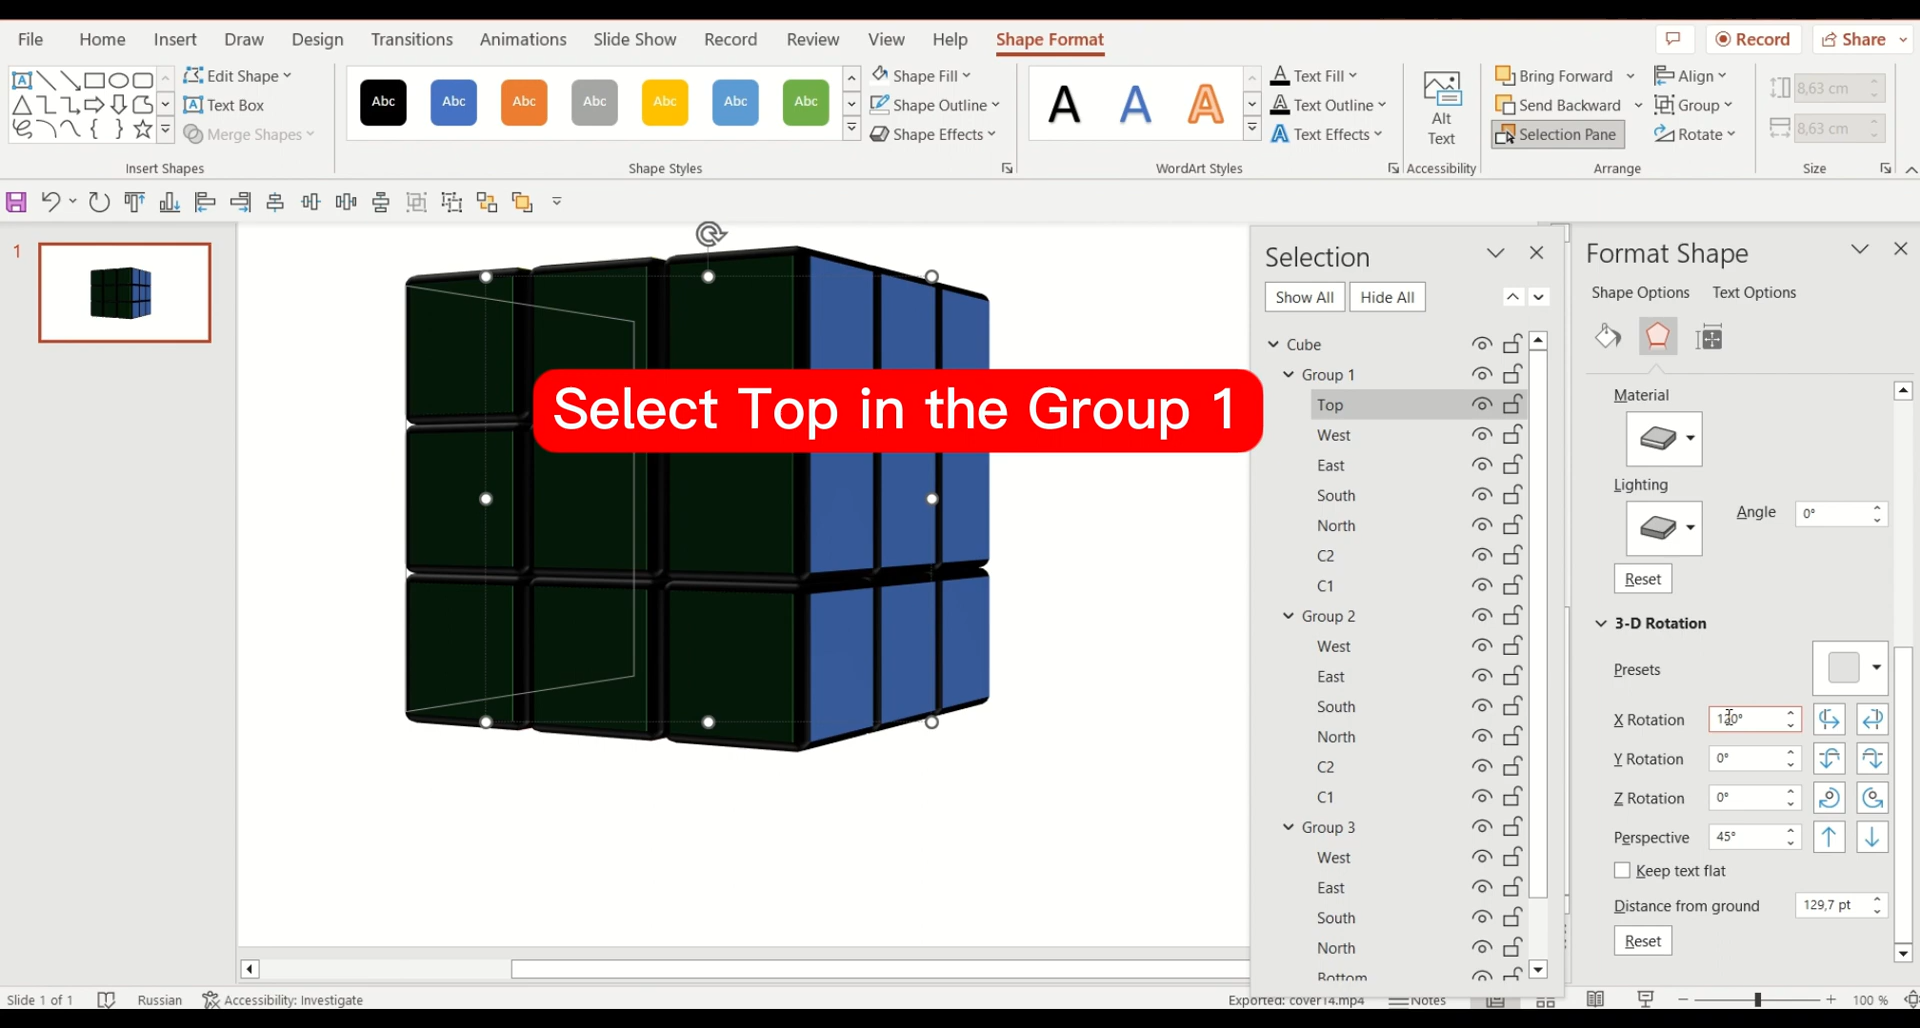 File Home Insert Draw Design Transitions Animations Slide Show Record Review View Help Shape Format Record Share
Edit Shape
Text Box
Merge Shapes
Insert Shapes
Abc Abc Abc Abc Abc Abc Abc
Shape Styles
Shape Fill
Shape Outline
Shape Effects
A A A
WordArt Styles
Text Fill
Text Outline
Text Effects
Alt
Text
Accessibility
Bring Forward
Send Backward
Selection Pane
Align
Group
Rotate
Arrange
8,63 cm
8,63 cm
Size
1
Select Top in the Group 1
Selection
Show All Hide All
Cube
Group 1
Top
West
East
South
North
C2
C1
Group 2
West
East
South
North
C2
C1
Group 3
West
East
South
North
Bottom
Format Shape
Shape Options Text Options
Material
Lighting
Angle 0°
Reset
3-D Rotation
Presets
X Rotation
Y Rotation 0°
Z Rotation 0°
Perspective 45°
Keep text flat
Distance from ground 129,7 pt
Reset
Slide 1 of 1 Russian Accessibility: Investigate Exported: cover14.mp4 Notes 100 %